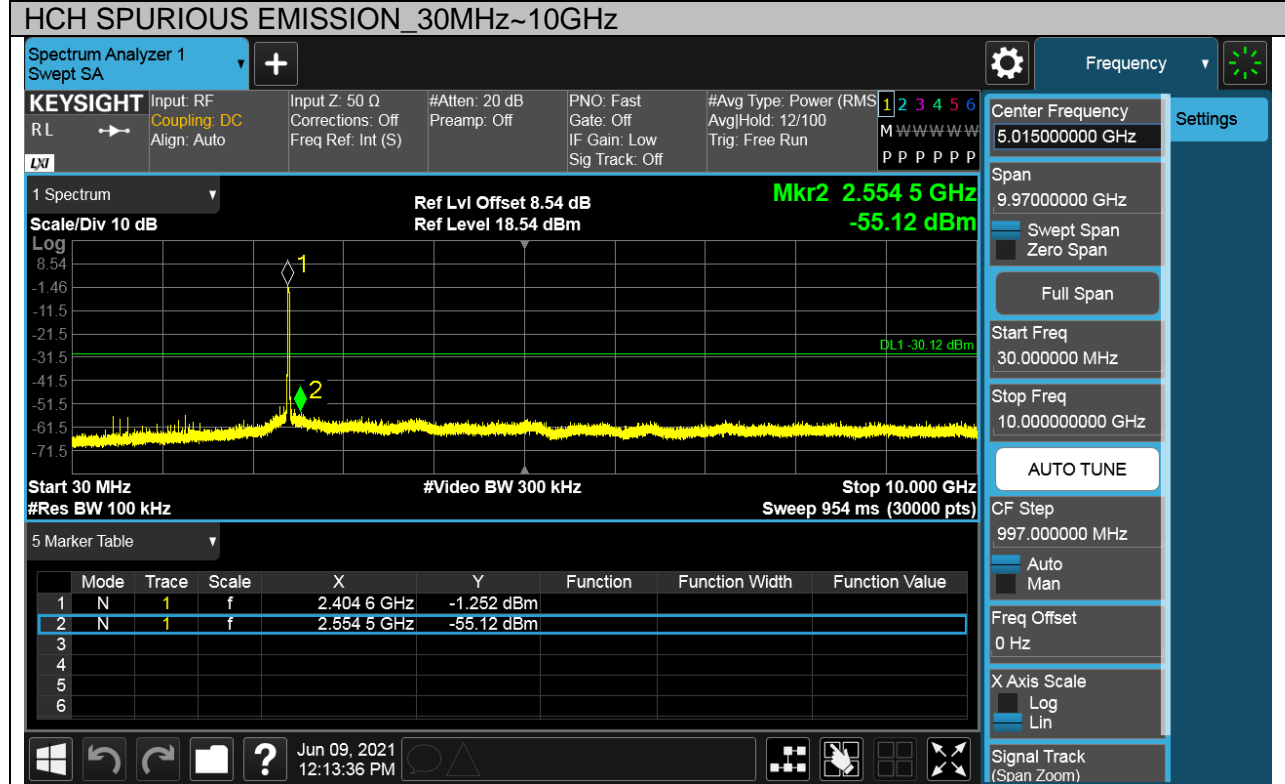 HCH SPURIOUS EMISSION_30MHz~10GHz
Spectrum Analyzer 1
Swept SA
+
Frequency
KEYSIGHT
RL
LXI
Input: RF
Coupling: DC
Align: Auto
Input Z: 50 Ω
Corrections: Off
Freq Ref: Int (S)
#Atten: 20 dB
Preamp: Off
PNO: Fast
Gate: Off
IF Gain: Low
Sig Track: Off
#Avg Type: Power (RMS
Avg|Hold: 12/100
Trig: Free Run
1 2 3 4 5 6
M W W W W W
P P P P P P
Center Frequency
5.015000000 GHz
Settings
Span
9.97000000 GHz
Swept Span
Zero Span
Full Span
Start Freq
30.000000 MHz
Stop Freq
10.000000000 GHz
AUTO TUNE
CF Step
997.000000 MHz
Auto
Man
Freq Offset
0 Hz
X Axis Scale
Log
Lin
Signal Track
(Span Zoom)
1 Spectrum
Scale/Div 10 dB
Ref Lvl Offset 8.54 dB
Ref Level 18.54 dBm
Mkr2 2.554 5 GHz
-55.12 dBm
Log
8.54
-1.46
-11.5
-21.5
-31.5
-41.5
-51.5
-61.5
-71.5
1
2
DL1 -30.12 dBm
Start 30 MHz
#Res BW 100 kHz
#Video BW 300 kHz
Stop 10.000 GHz
Sweep 954 ms (30000 pts)
5 Marker Table
Mode Trace Scale X Y Function Function Width Function Value
1 N 1 f 2.404 6 GHz -1.252 dBm
2 N 1 f 2.554 5 GHz -55.12 dBm
3
4
5
6
?
Jun 09, 2021
12:13:36 PM